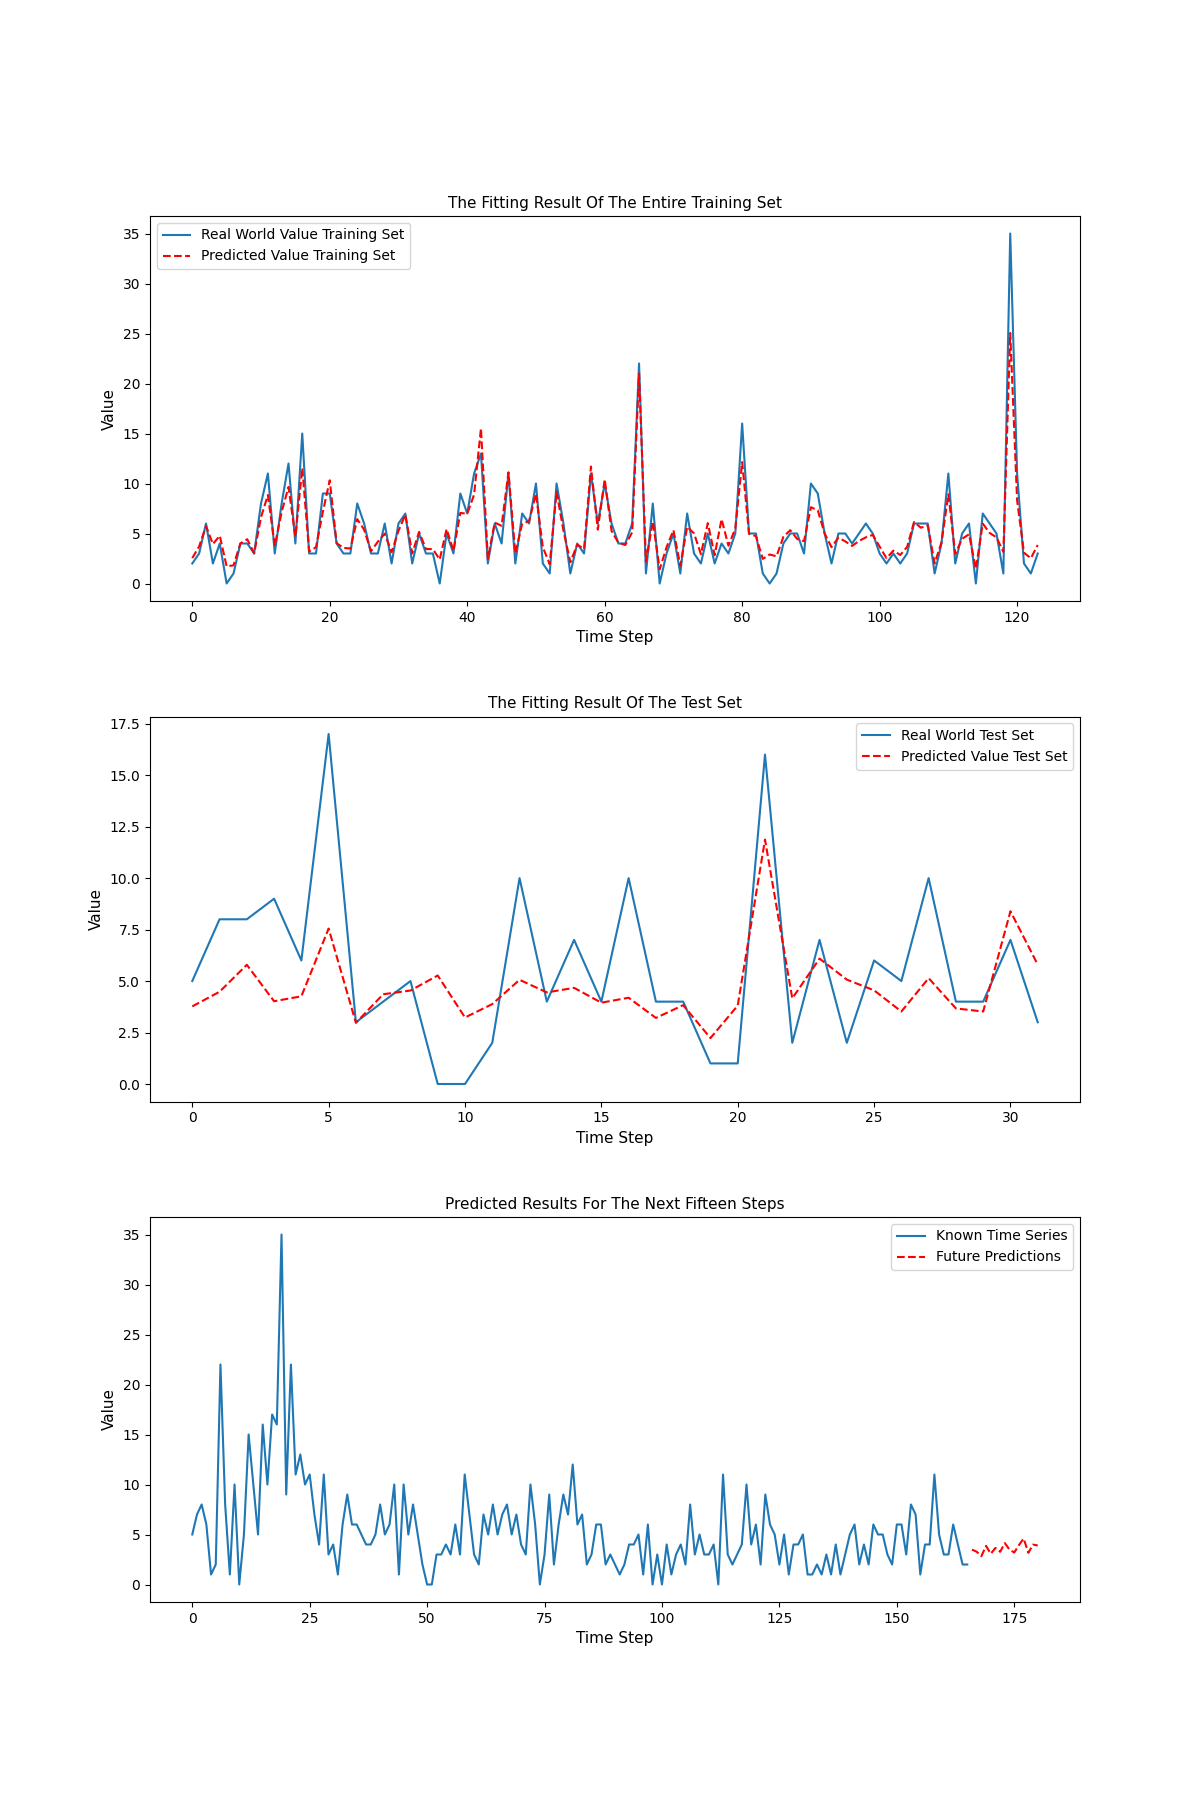 The Fitting Result Of The Entire Training Set
Real World Value Training Set
Predicted Value Training Set
Value
35
30
25
20
15
10
5
0
0 20 40 60 80 100 120
Time Step
The Fitting Result Of The Test Set
Real World Test Set
Predicted Value Test Set
Value
17.5
15.0
12.5
10.0
7.5
5.0
2.5
0.0
0 5 10 15 20 25 30
Time Step
Predicted Results For The Next Fifteen Steps
Known Time Series
Future Predictions
Value
35
30
25
20
15
10
5
0
0 25 50 75 100 125 150 175
Time Step